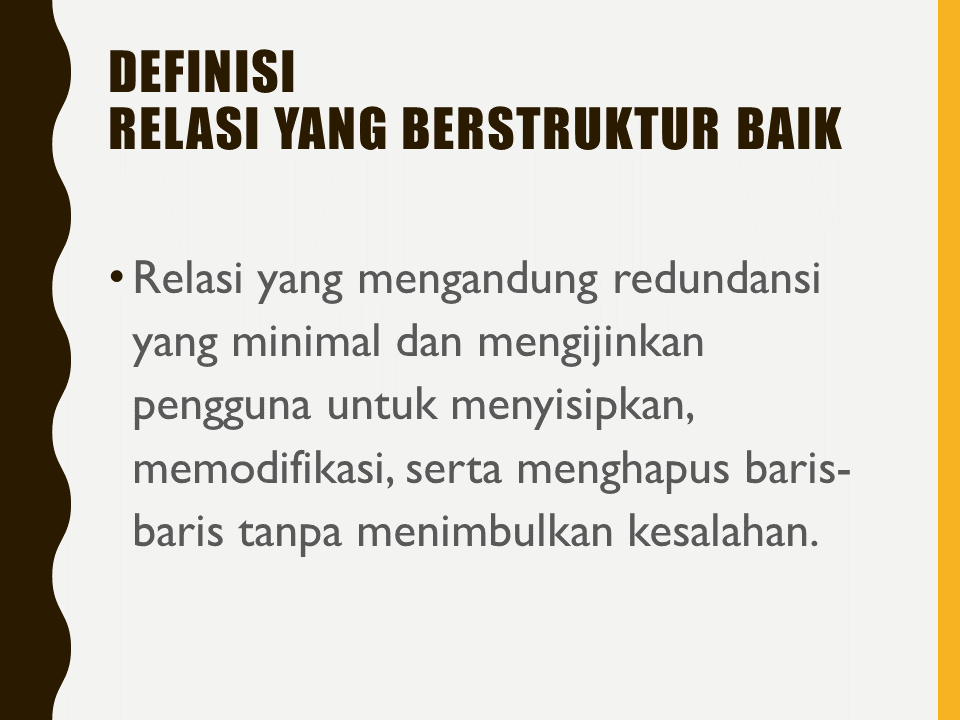 DEFINISI
RELASI YANG BERSTRUKTUR BAIK
• Relasi yang mengandung redundansi
yang minimal dan mengijinkan
pengguna untuk menyisipkan,
memodifikasi, serta menghapus baris-
baris tanpa menimbulkan kesalahan.